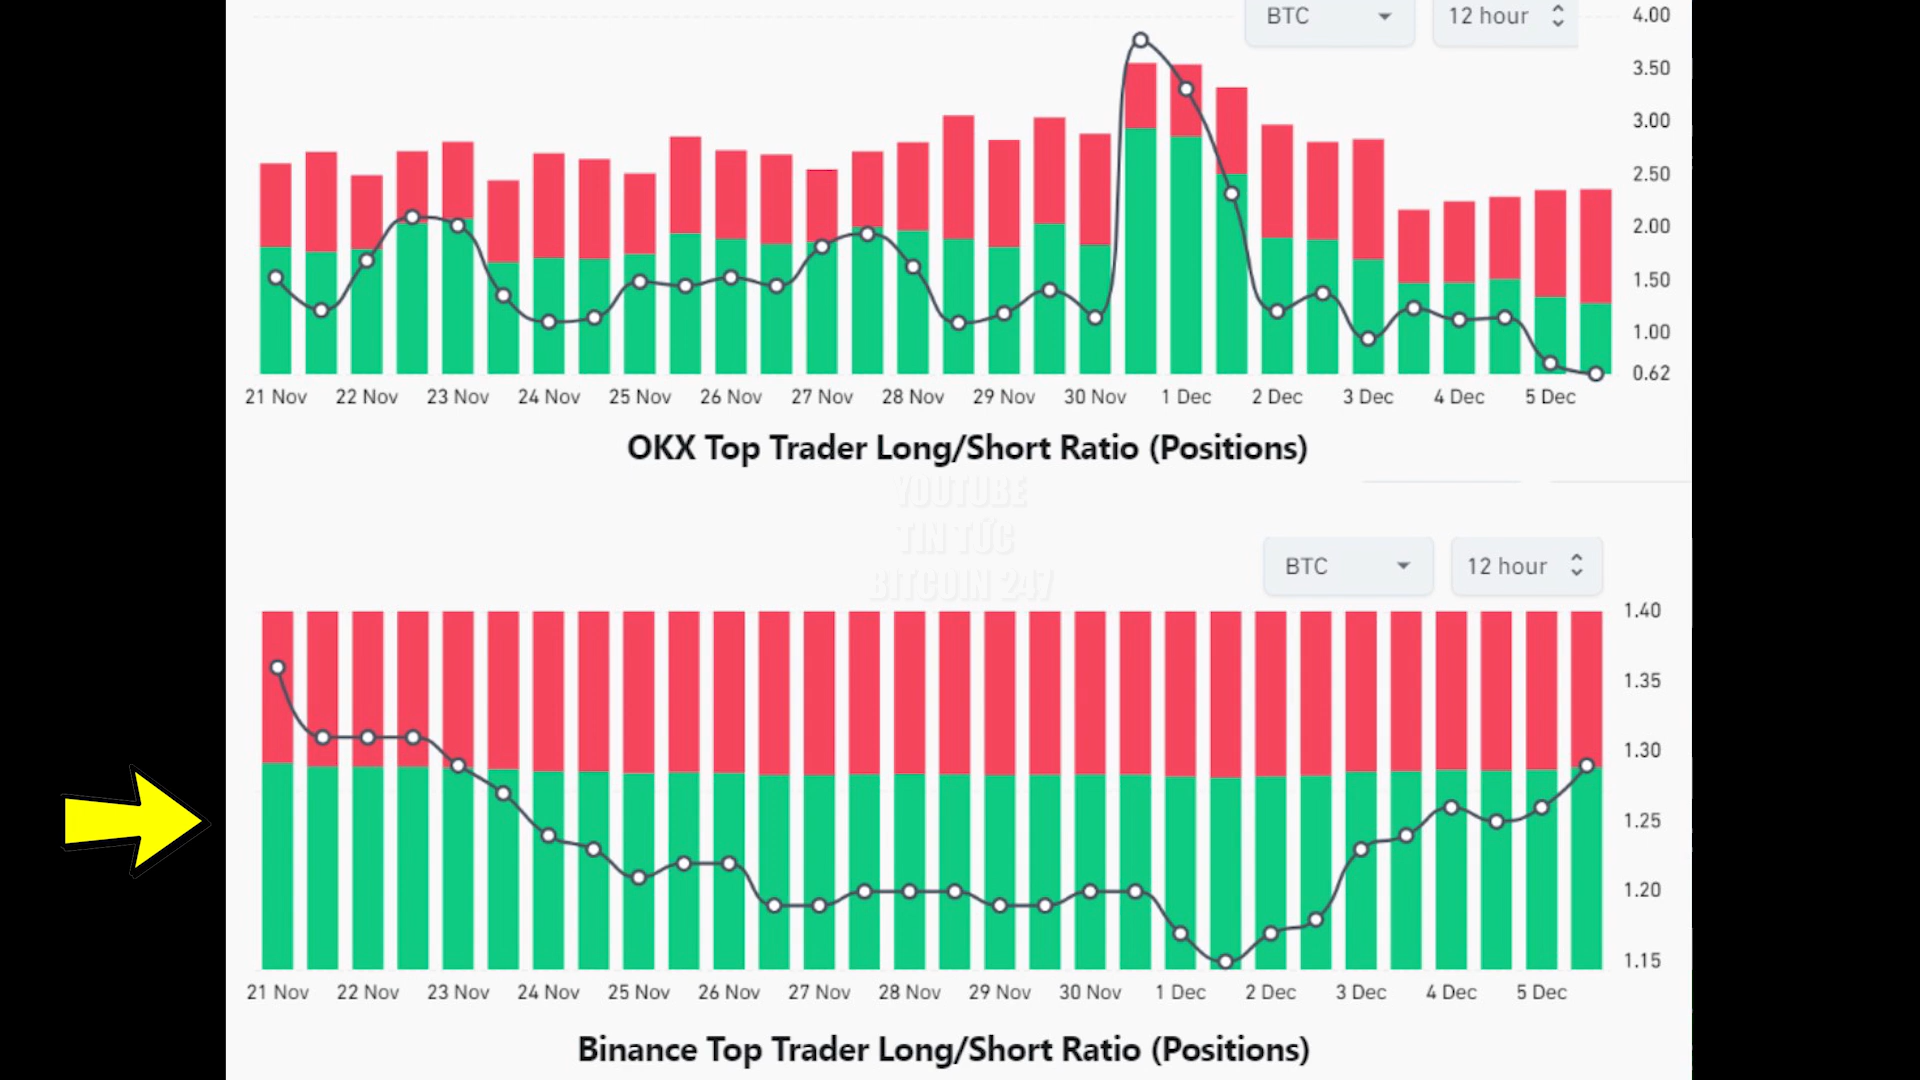 BTC
12 hour
4.00
3.50
3.00
2.50
2.00
1.50
1.00
0.62
21 Nov 22 Nov 23 Nov 24 Nov 25 Nov 26 Nov 27 Nov 28 Nov 29 Nov 30 Nov 1 Dec 2 Dec 3 Dec 4 Dec 5 Dec
OKX Top Trader Long/Short Ratio (Positions)
YOUTUBE
TIN TỨC
BITCOIN 247
BTC
12 hour
1.40
1.35
1.30
1.25
1.20
1.15
21 Nov 22 Nov 23 Nov 24 Nov 25 Nov 26 Nov 27 Nov 28 Nov 29 Nov 30 Nov 1 Dec 2 Dec 3 Dec 4 Dec 5 Dec
Binance Top Trader Long/Short Ratio (Positions)